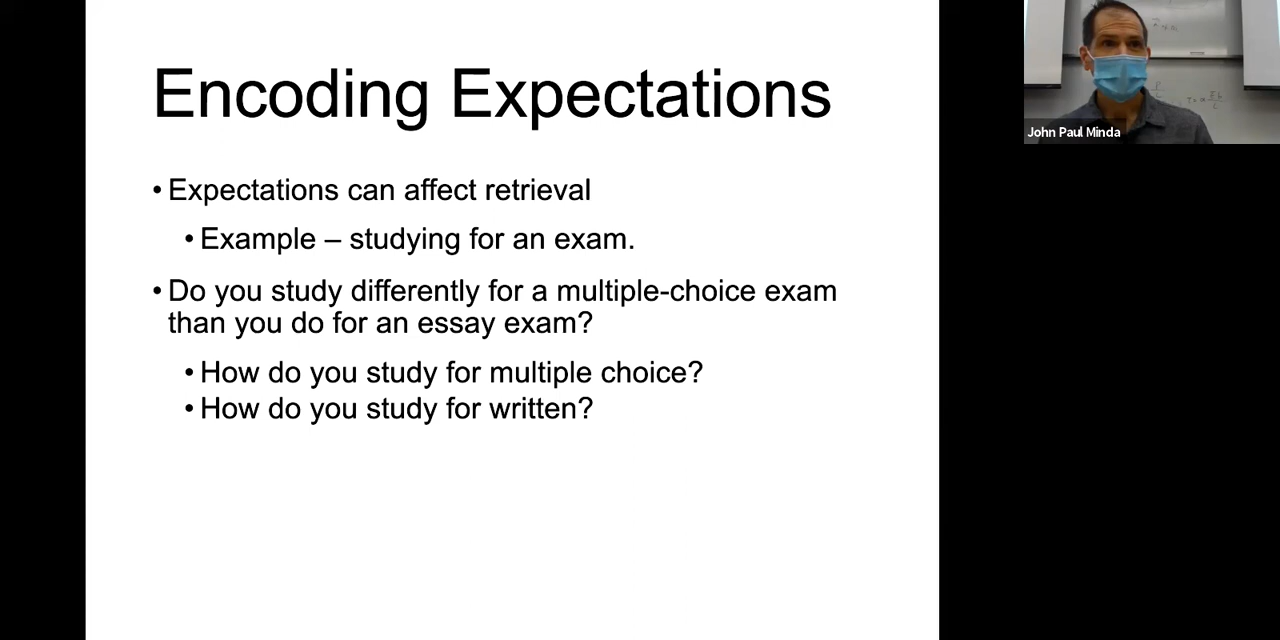 Encoding Expectations
• Expectations can affect retrieval
• Example – studying for an exam.
• Do you study differently for a multiple-choice exam
than you do for an essay exam?
• How do you study for multiple choice?
• How do you study for written?
John Paul Minda